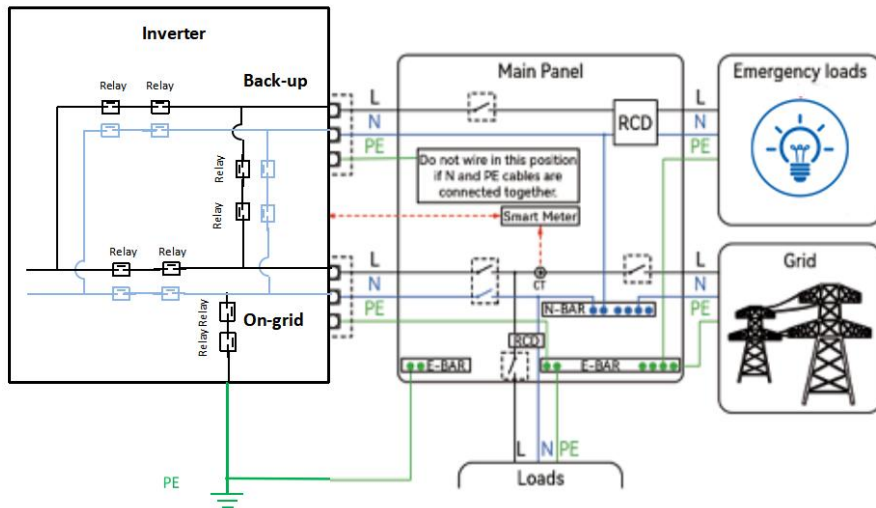 Inverter
Back-up
Relay
Relay
Relay
Relay
Relay
Relay
Relay
Relay
On-grid
PE
L
N
PE
L
N
PE
Main Panel
RCD
Do not wire in this position
if N and PE cables are
connected together.
Smart Meter
CT
N-BAR
RCD
E-BAR
E-BAR
L
N
PE
L
N
PE
Emergency loads
Grid
L
N
PE
Loads